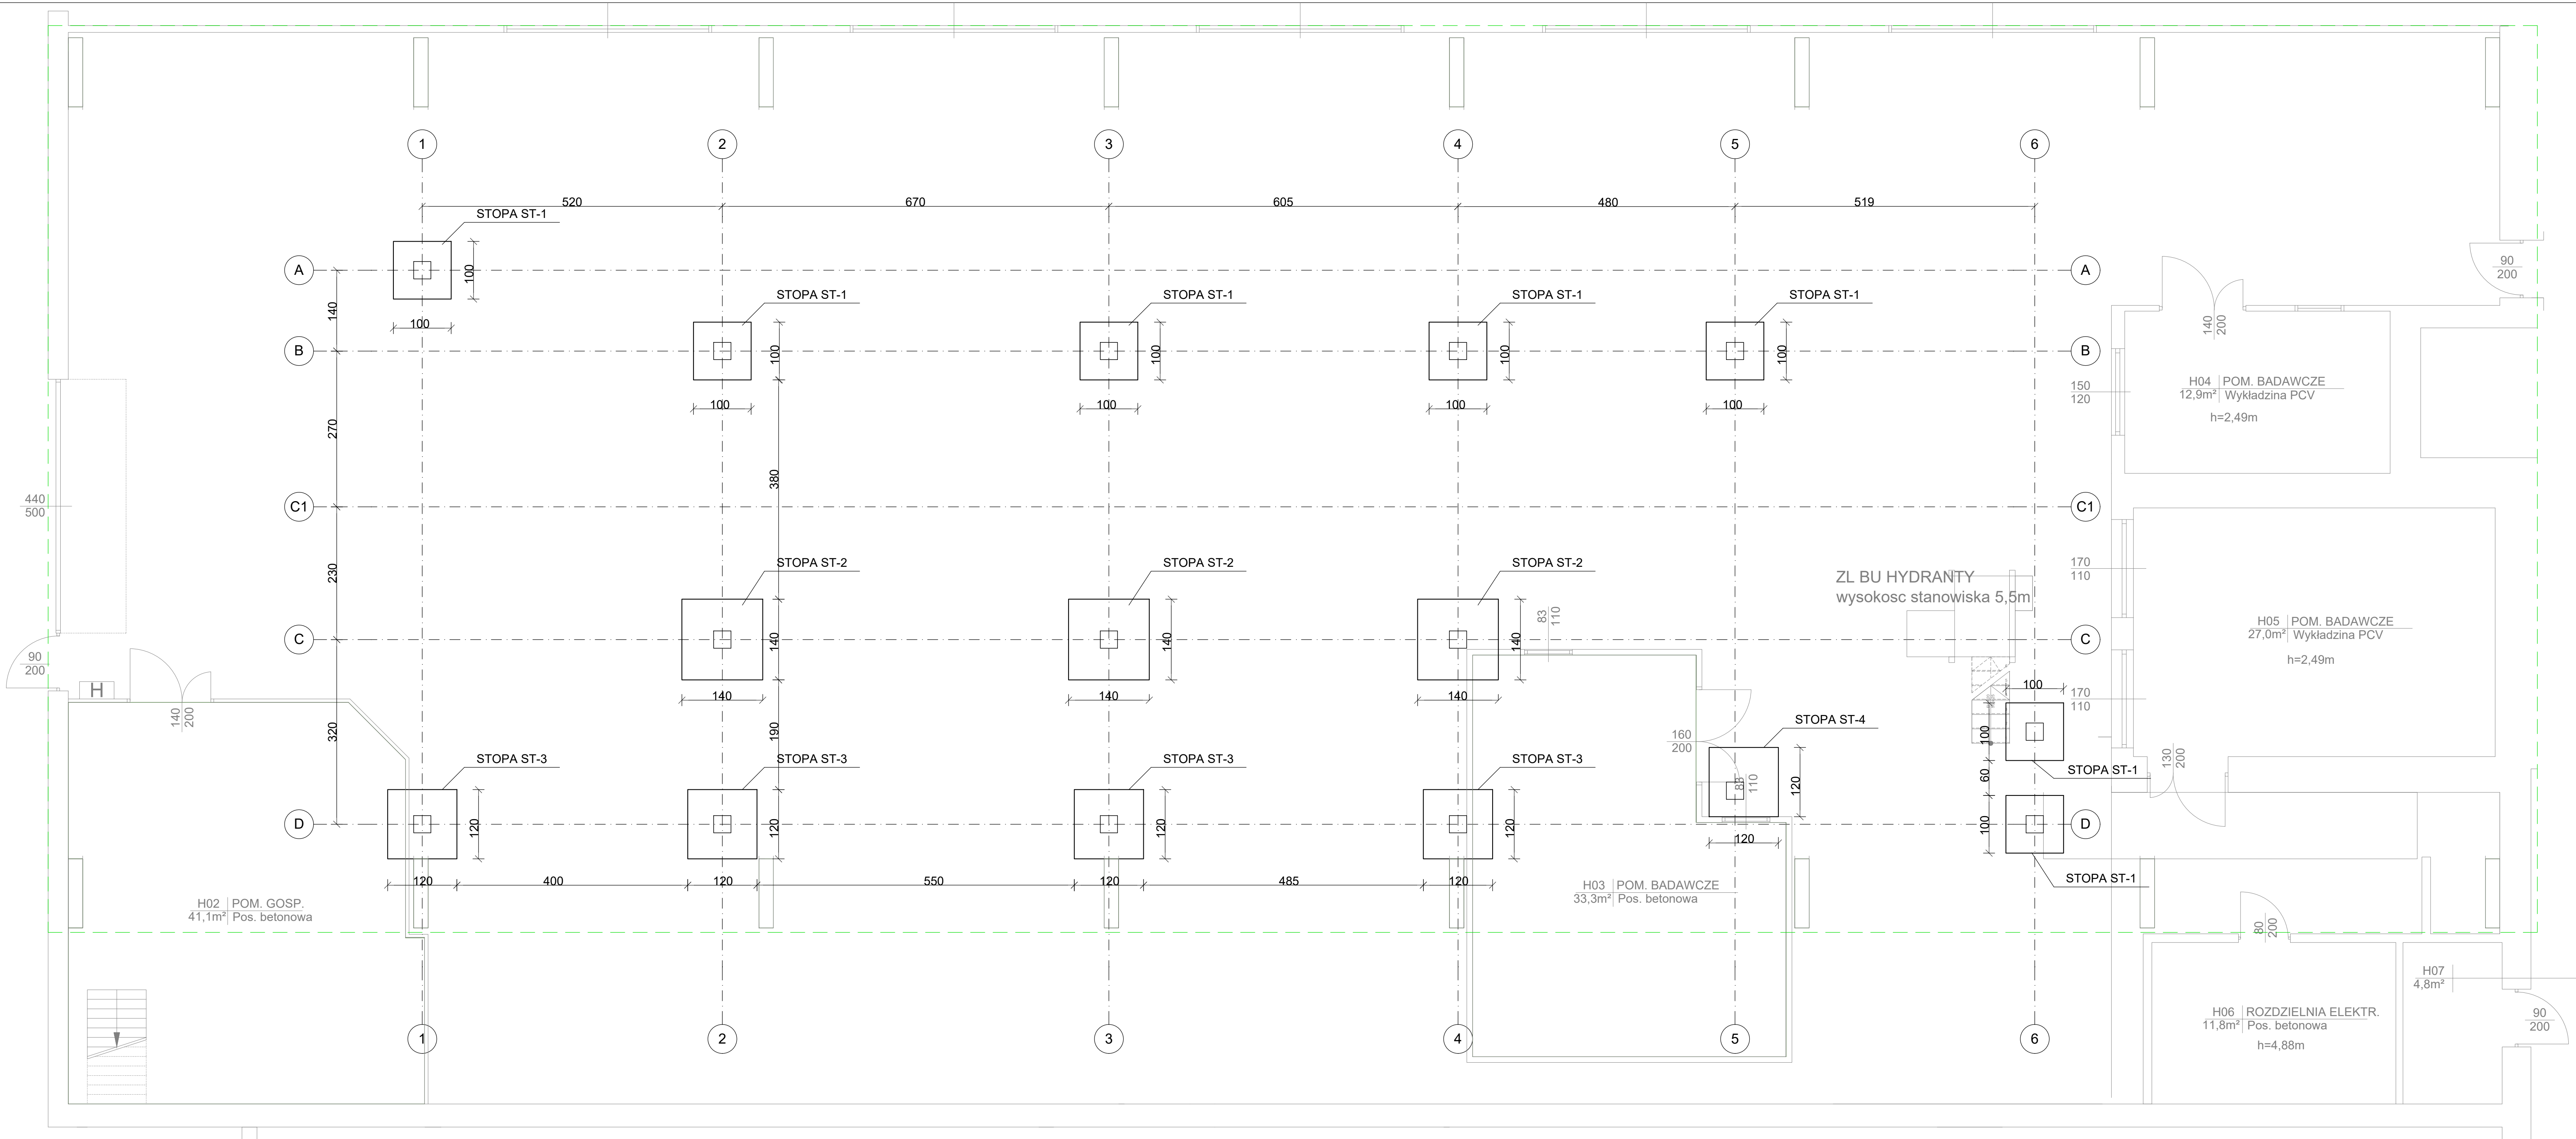 1
2
3
4
5
6
520
670
605
480
519
STOPA ST-1
100
100
A
A
90
200
140
STOPA ST-1
STOPA ST-1
STOPA ST-1
STOPA ST-1
140
200
B
100
100
100
100
B
100
100
100
100
150
120
H04 POM. BADAWCZE
12,9m² Wykładzina PCV
h=2,49m
270
380
440
500
C1
C1
230
STOPA ST-2
STOPA ST-2
STOPA ST-2
170
110
ZL BU HYDRANTY
wysokosc stanowiska 5,5m
83
110
H05 POM. BADAWCZE
27,0m² Wykładzina PCV
h=2,49m
C
140
140
140
C
90
200
H
140
140
140
100
170
110
140
200
320
190
STOPA ST-4
160
200
100
STOPA ST-3
STOPA ST-3
STOPA ST-3
STOPA ST-3
STOPA ST-1
130
200
83
110
120
60
D
120
120
120
120
100
D
120
120
400
120
550
120
485
120
STOPA ST-1
H02 POM. GOSP.
41,1m² Pos. betonowa
H03 POM. BADAWCZE
33,3m² Pos. betonowa
80
200
H07
4,8m²
H06 ROZDZIELNIA ELEKTR.
11,8m² Pos. betonowa
h=4,88m
90
200
1
2
3
4
5
6